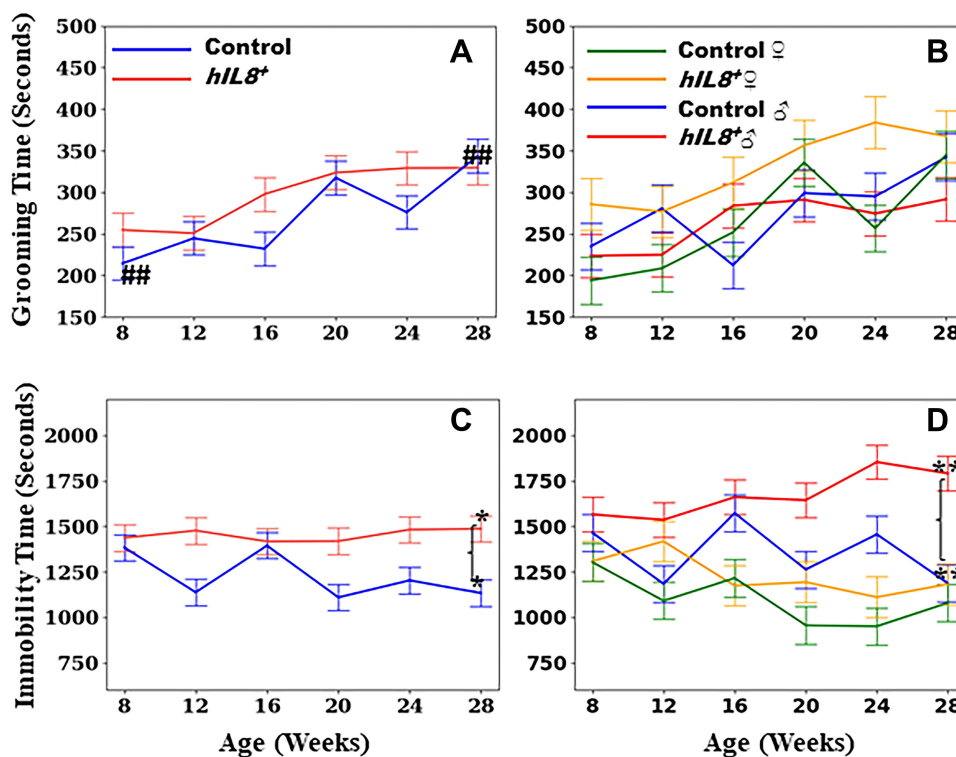 Grooming Time (Seconds)
500
450
400
350
300
250
200
150
Control
hIL8+
A
##
##
8 12 16 20 24 28
500
450
400
350
300
250
200
150
Control ♀
hIL8+♀
Control ♂
hIL8+♂
B
8 12 16 20 24 28
Immobility Time (Seconds)
2000
1750
1500
1250
1000
750
C
*
*
8 12 16 20 24 28
Age (Weeks)
2000
1750
1500
1250
1000
750
D
**
**
8 12 16 20 24 28
Age (Weeks)